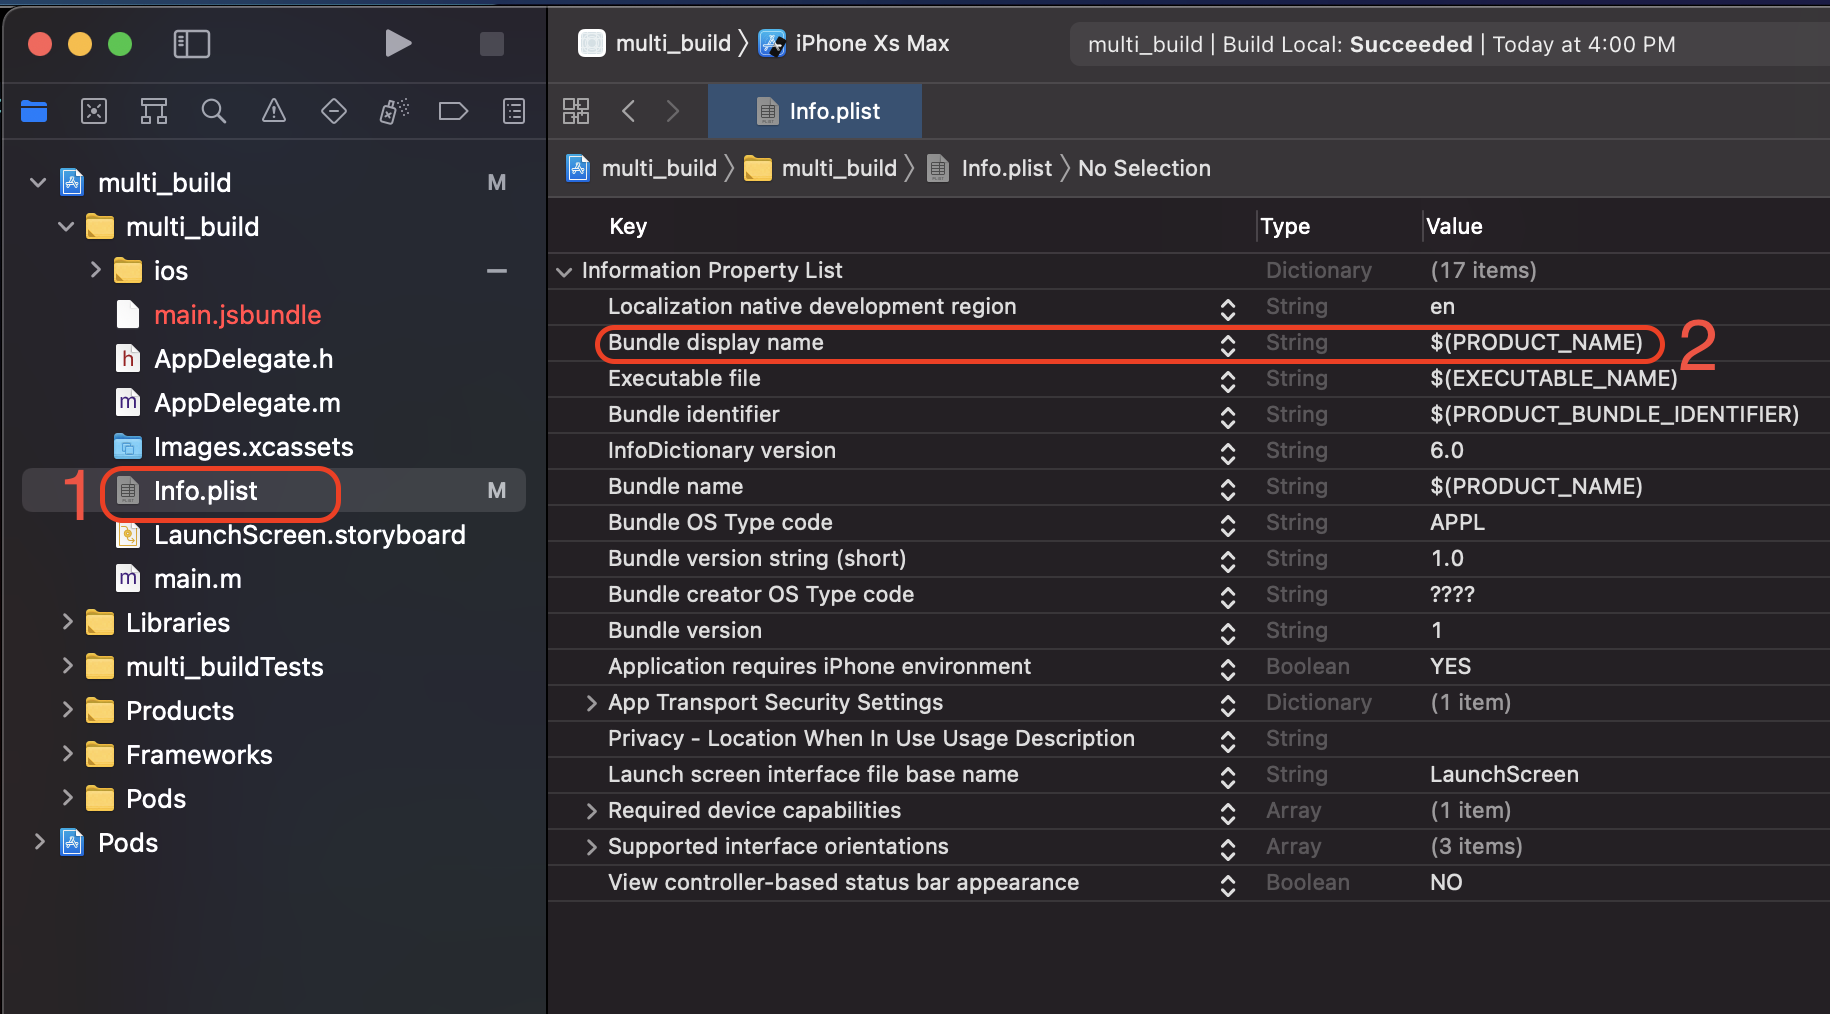 multi_build 〉 iPhone Xs Max
multi_build | Build Local: Succeeded | Today at 4:00 PM
Info.plist
multi_build 〉 multi_build 〉 Info.plist 〉 No Selection
multi_build M
multi_build
ios
main.jsbundle
h AppDelegate.h
m AppDelegate.m
Images.xcassets
1 Info.plist M
LaunchScreen.storyboard
m main.m
Libraries
multi_buildTests
Products
Frameworks
Pods
Pods
Key Type Value
Information Property List Dictionary (17 items)
Localization native development region String en
Bundle display name String $(PRODUCT_NAME) 2
Executable file String $(EXECUTABLE_NAME)
Bundle identifier String $(PRODUCT_BUNDLE_IDENTIFIER)
InfoDictionary version String 6.0
Bundle name String $(PRODUCT_NAME)
Bundle OS Type code String APPL
Bundle version string (short) String 1.0
Bundle creator OS Type code String ????
Bundle version String 1
Application requires iPhone environment Boolean YES
App Transport Security Settings Dictionary (1 item)
Privacy - Location When In Use Usage Description String
Launch screen interface file base name String LaunchScreen
Required device capabilities Array (1 item)
Supported interface orientations Array (3 items)
View controller-based status bar appearance Boolean NO